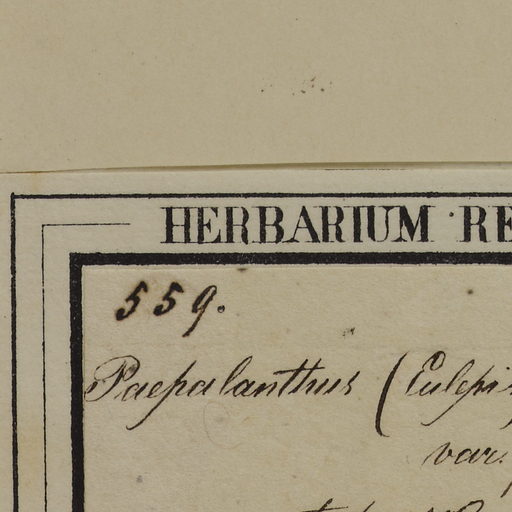 HERBARIUM RE
559.
Paepalanthus (Eulepi
var.